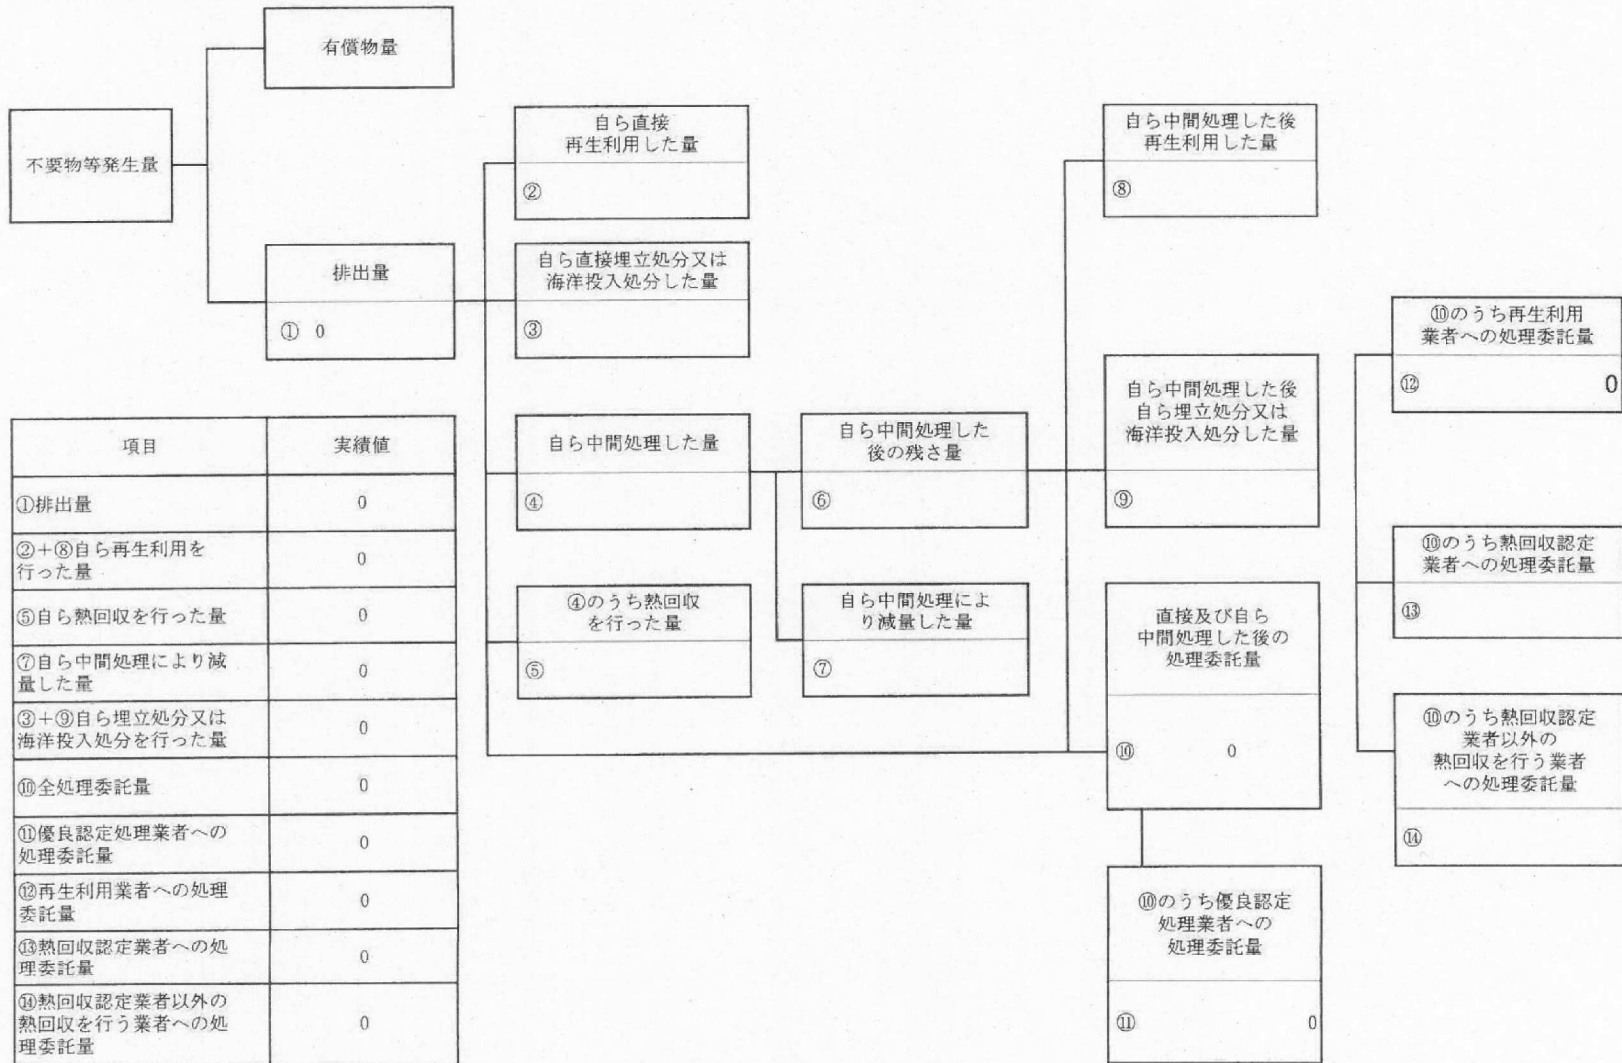 有償物量
不要物等発生量
排出量
① 0
自ら直接
再生利用した量
②
自ら直接埋立処分又は
海洋投入処分した量
③
自ら中間処理した量
④
④のうち熱回収
を行った量
⑤
自ら中間処理した
後の残さ量
⑥
自ら中間処理によ
り減量した量
⑦
自ら中間処理した後
再生利用した量
⑧
自ら中間処理した後
自ら埋立処分又は
海洋投入処分した量
⑨
直接及び自ら
中間処理した後の
処理委託量
⑩ 0
⑩のうち優良認定
処理業者への
処理委託量
⑪ 0
⑩のうち再生利用
業者への処理委託量
⑫ 0
⑩のうち熱回収認定
業者への処理委託量
⑬
⑩のうち熱回収認定
業者以外の
熱回収を行う業者
への処理委託量
⑭
項目 実績値
①排出量 0
②+⑧自ら再生利用を
行った量 0
⑤自ら熱回収を行った量 0
⑦自ら中間処理により減
量した量 0
③+⑨自ら埋立処分又は
海洋投入処分を行った量 0
⑩全処理委託量 0
⑪優良認定処理業者への
処理委託量 0
⑫再生利用業者への処理
委託量 0
⑬熱回収認定業者への処
理委託量 0
⑭熱回収認定業者以外の
熱回収を行う業者への処
理委託量 0